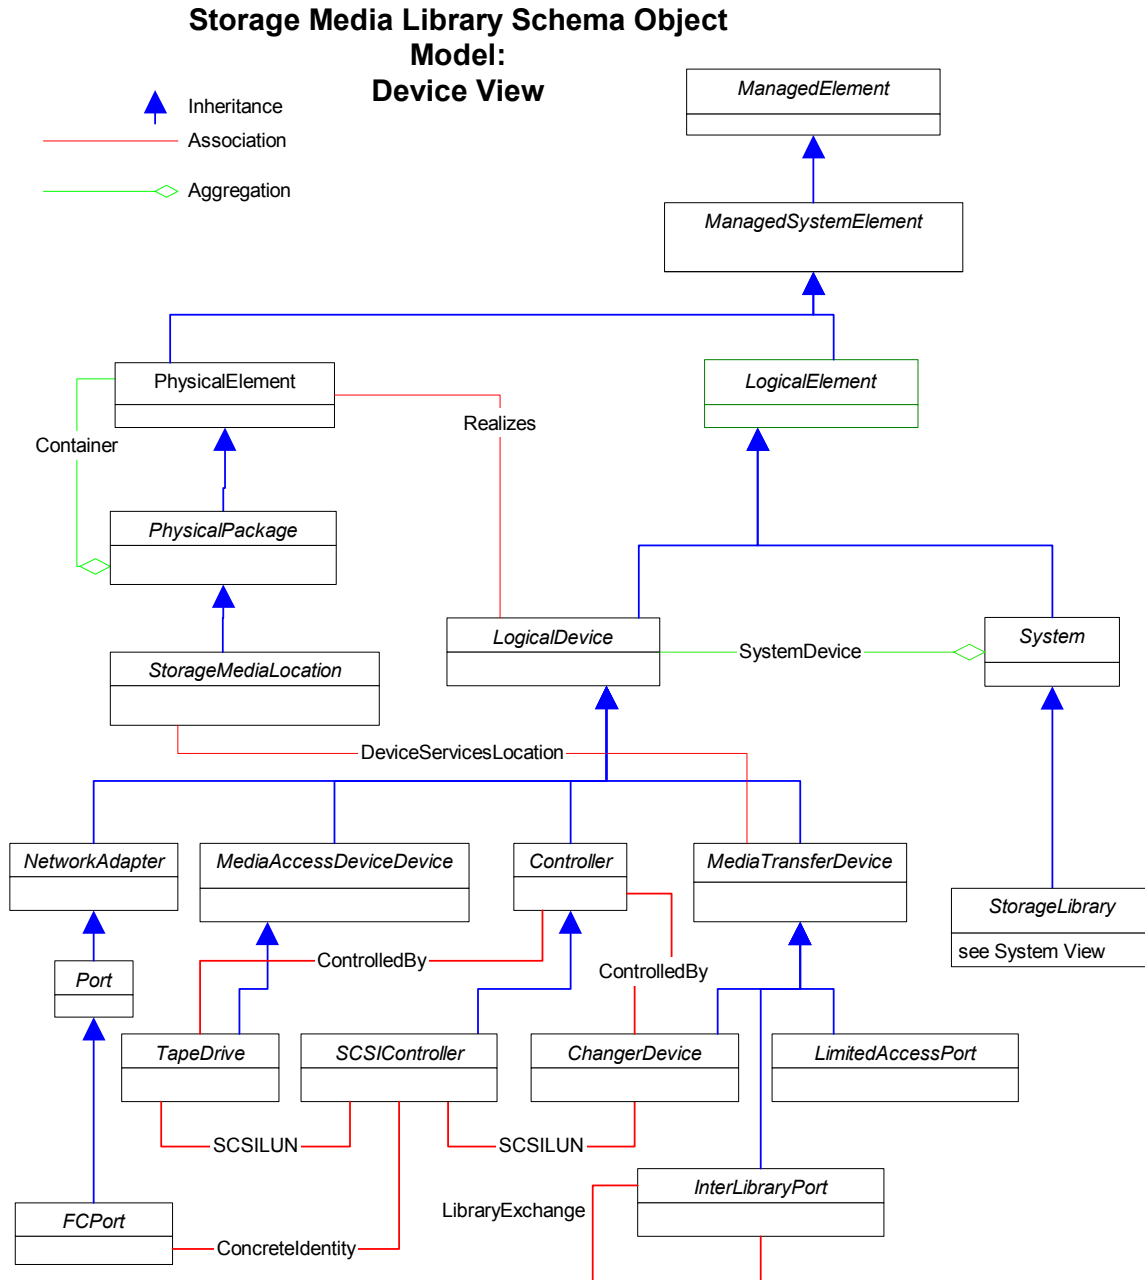 Storage Media Library Schema Object
Model:
Device View
Inheritance
Association
Aggregation
ManagedElement
ManagedSystemElement
PhysicalElement
LogicalElement
Realizes
Container
PhysicalPackage
LogicalDevice
System
SystemDevice
StorageMediaLocation
DeviceServicesLocation
NetworkAdapter
MediaAccessDeviceDevice
Controller
MediaTransferDevice
StorageLibrary
see System View
ControlledBy
ControlledBy
Port
TapeDrive
SCSIController
ChangerDevice
LimitedAccessPort
SCSILUN
SCSILUN
InterLibraryPort
LibraryExchange
FCPort
ConcreteIdentity